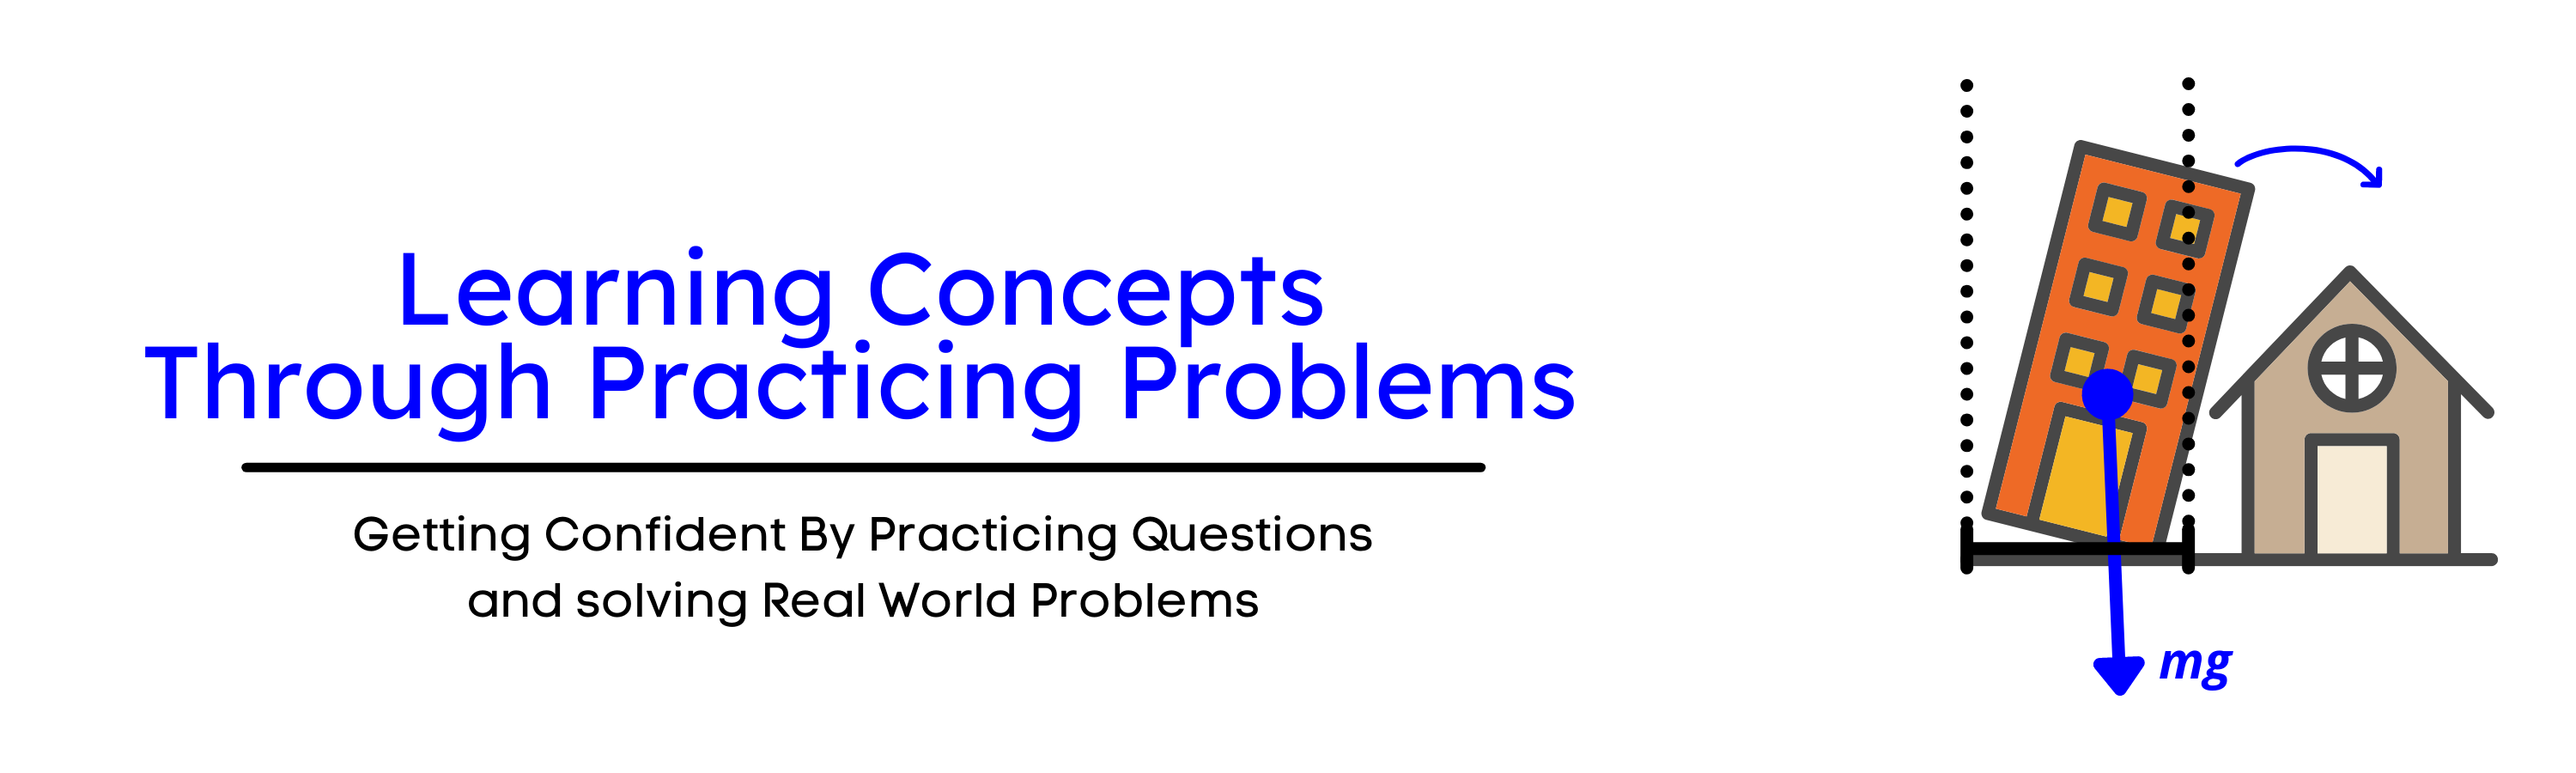 Learning Concepts
Through Practicing Problems
Getting Confident By Practicing Questions
and solving Real World Problems
mg